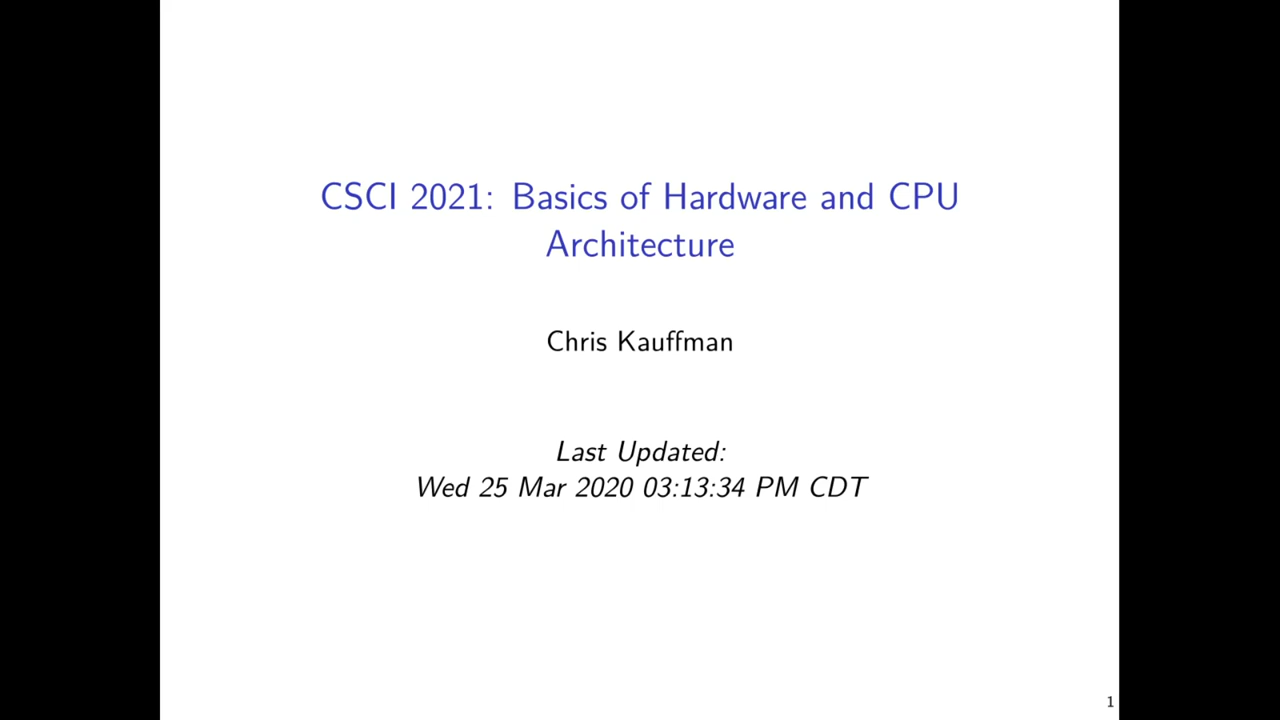 CSCI 2021: Basics of Hardware and CPU
Architecture
Chris Kauffman
Last Updated:
Wed 25 Mar 2020 03:13:34 PM CDT
1